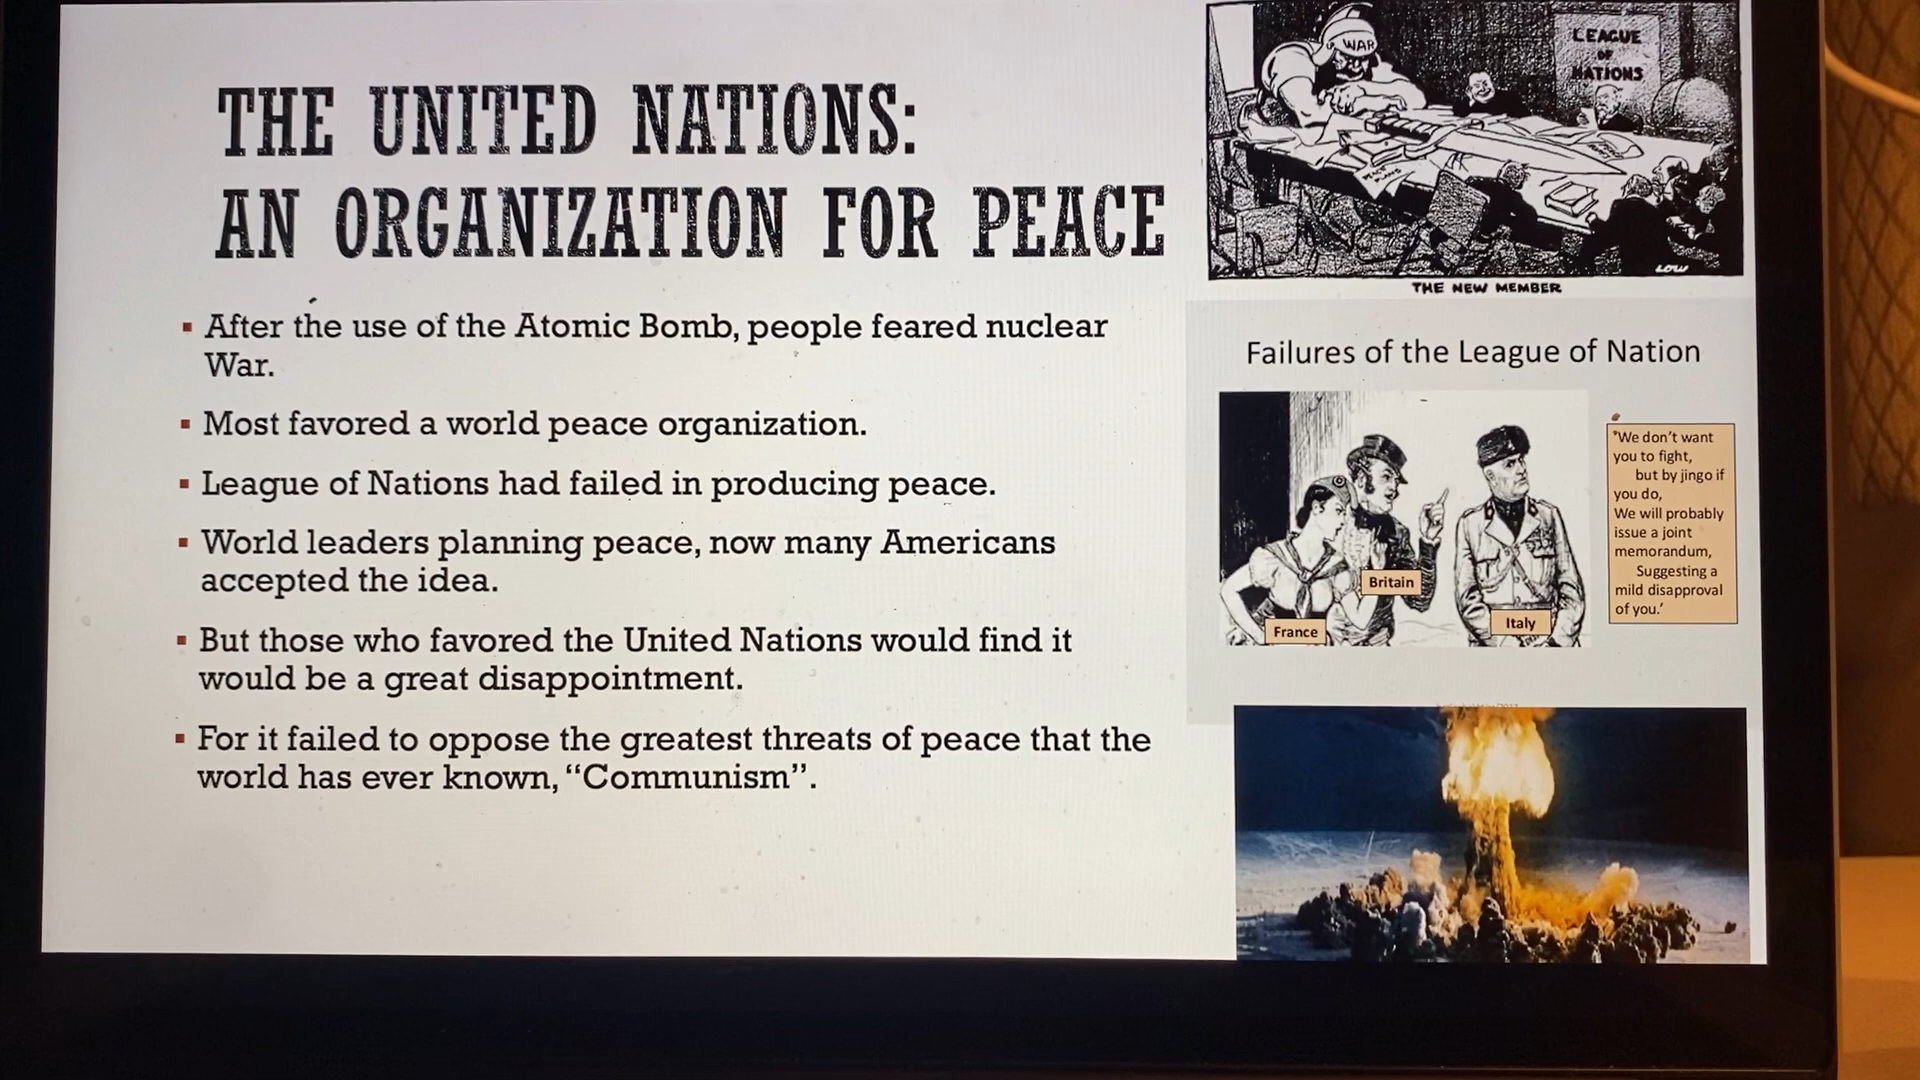 THE UNITED NATIONS:
AN ORGANIZATION FOR PEACE
After the use of the Atomic Bomb, people feared nuclear
War.
Most favored a world peace organization.
League of Nations had failed in producing peace.
World leaders planning peace, now many Americans
accepted the idea.
But those who favored the United Nations would find it
would be a great disappointment.
For it failed to oppose the greatest threats of peace that the
world has ever known, “Communism”.
WAR
LEAGUE
OF
NATIONS
PEACE
PLANS
LOW
THE NEW MEMBER
Failures of the League of Nation
"We don’t want
you to fight,
but by jingo if
you do,
We will probably
issue a joint
memorandum,
Suggesting a
mild disapproval
of you.’
Britain
France
Italy